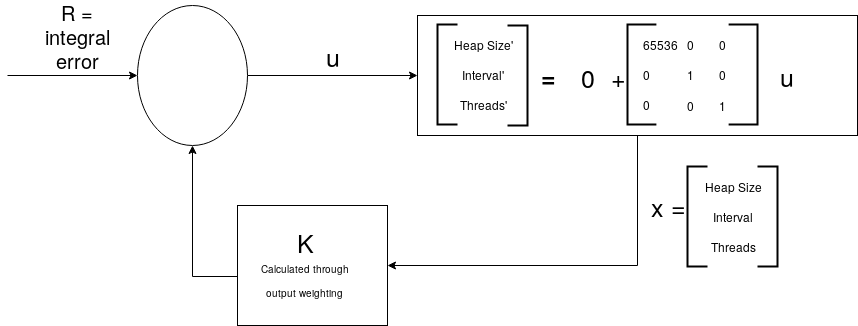 R =
integral
error
u
Heap Size'
Interval'
Threads'
= 0 +
65536 0 0
0 1 0
0 0 1
u
x =
Heap Size
Interval
Threads
K
Calculated through
output weighting